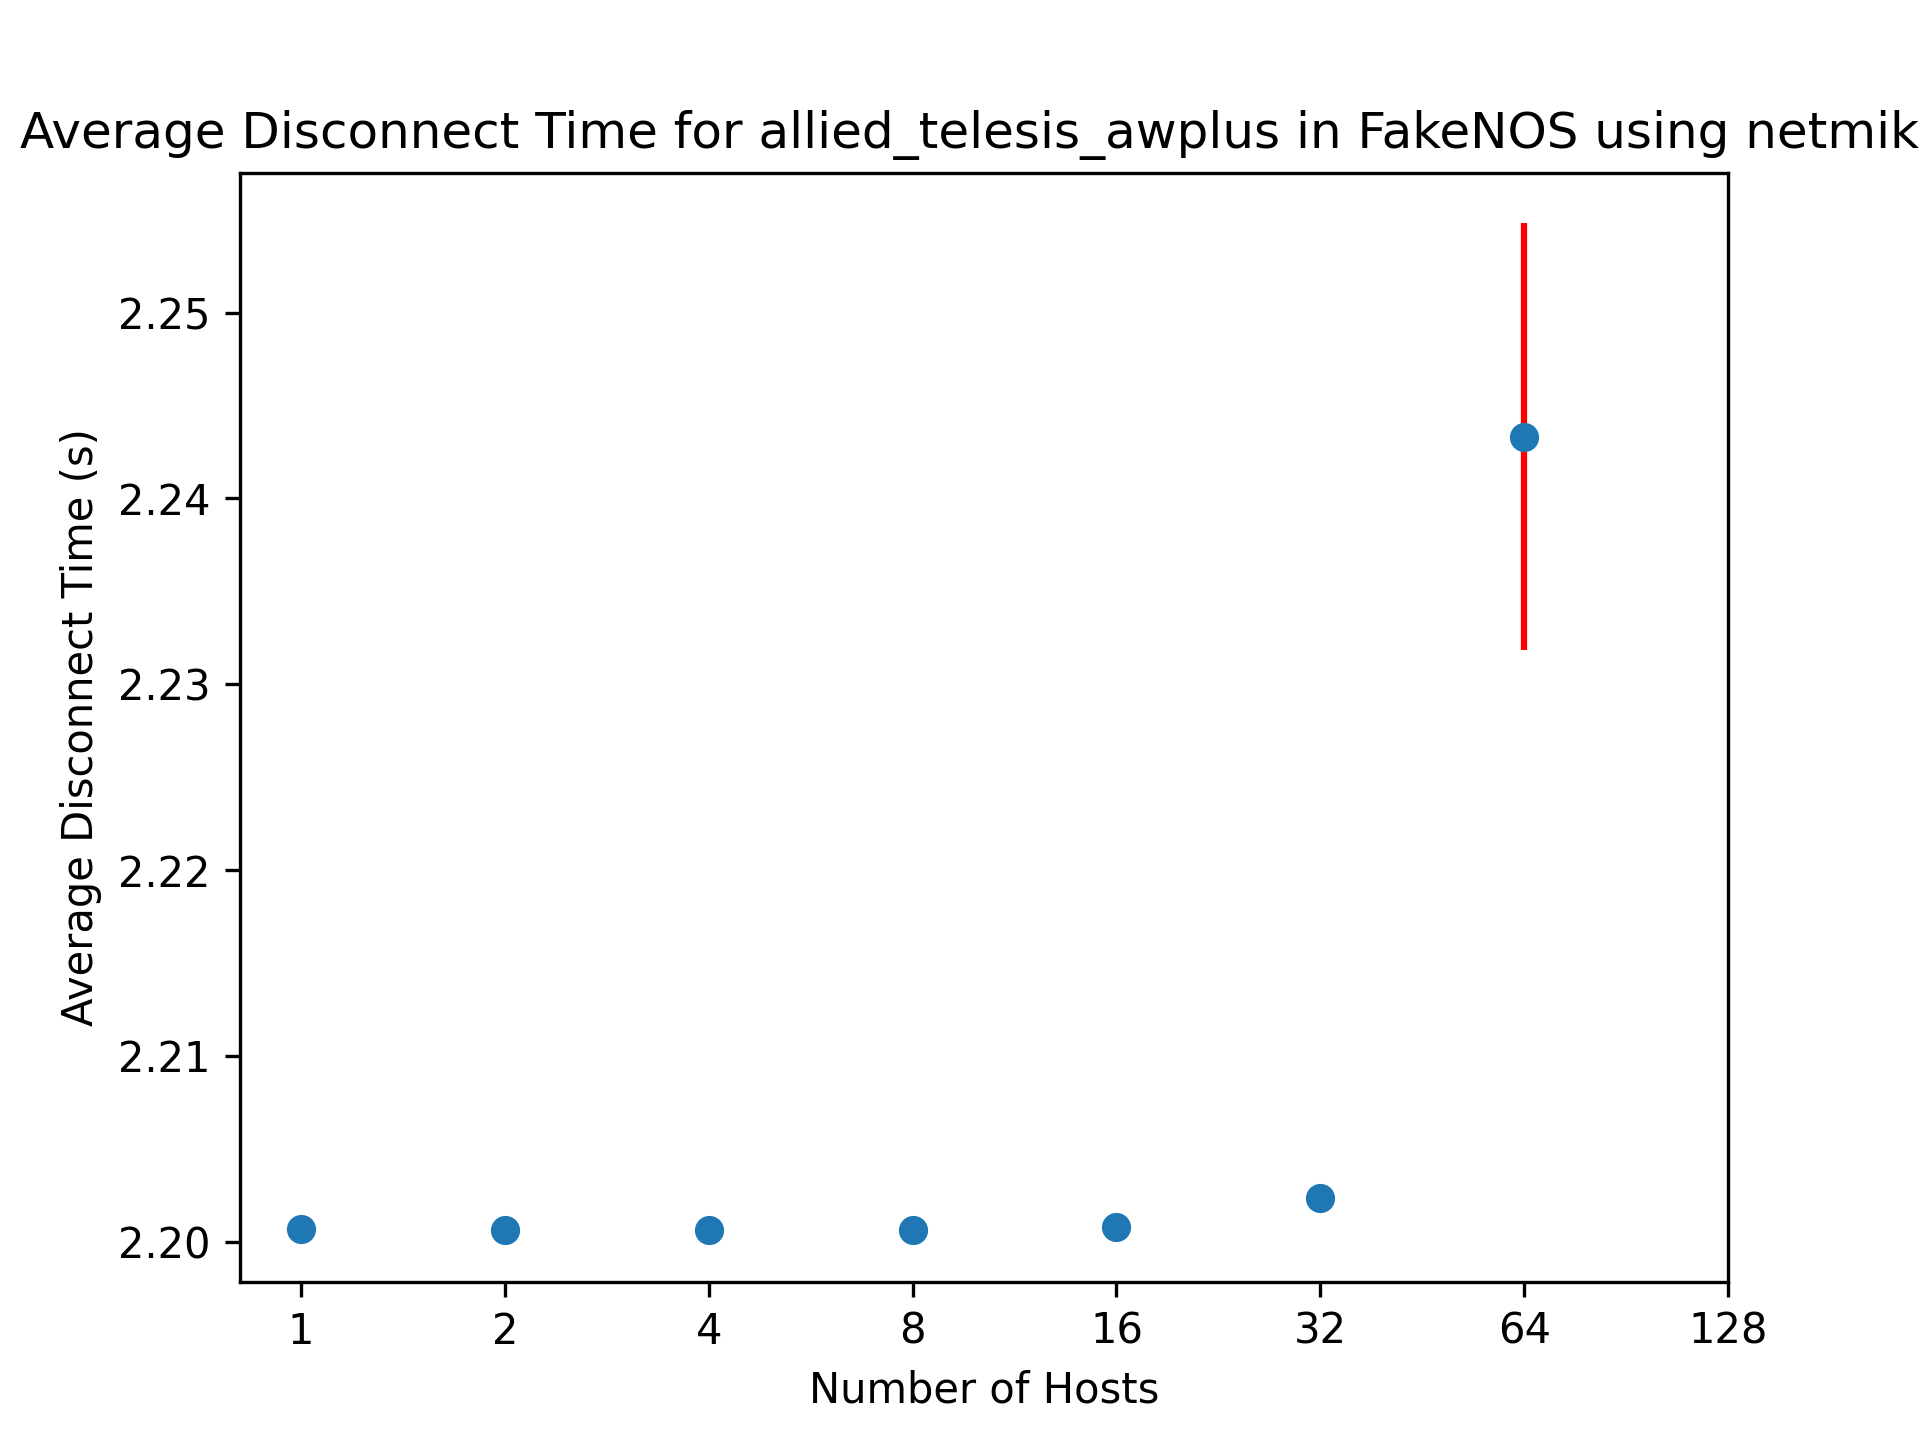 Average Disconnect Time for allied_telesis_awplus in FakeNOS using netmik
Average Disconnect Time (s)
2.25
2.24
2.23
2.22
2.21
2.20
1 2 4 8 16 32 64 128
Number of Hosts